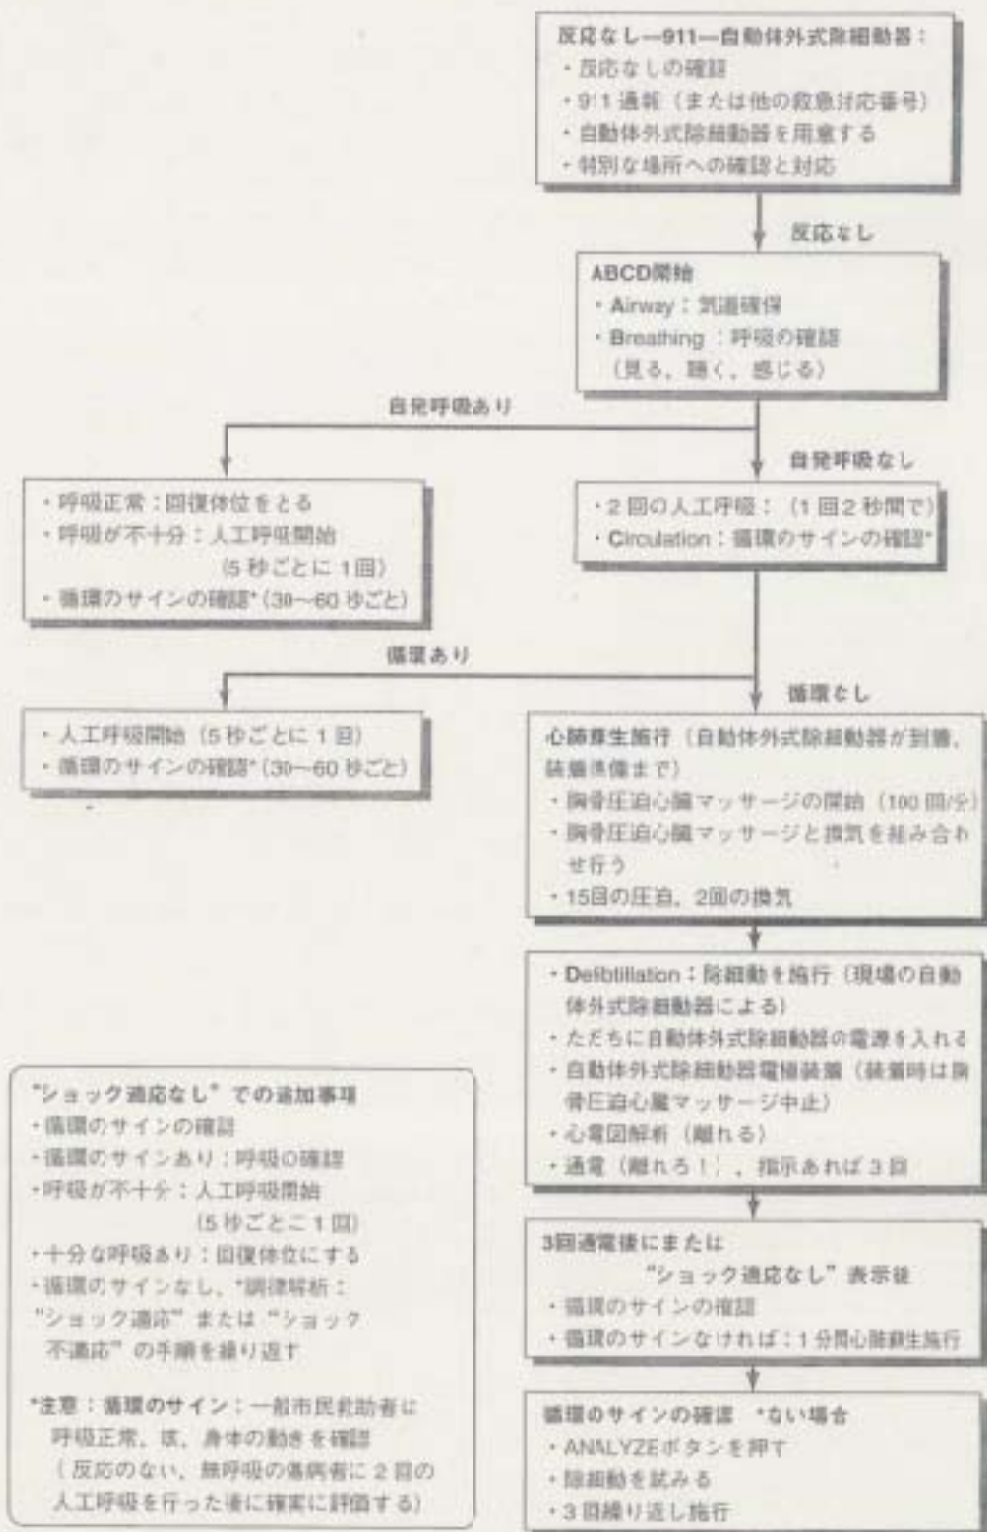 反応なし—911—自動体外式除細動器：
・反応なしの確認
・911通報（または他の救急対応番号）
・自動体外式除細動器を用意する
・特別な場所への確認と対応
反応なし
ABCD開始
・Airway：気道確保
・Breathing：呼吸の確認
（見る、聴く、感じる）
自発呼吸あり
自発呼吸なし
・呼吸正常：回復体位をとる
・呼吸が不十分：人工呼吸開始
（5秒ごとに1回）
・循環のサインの確認*（30〜60秒ごと）
・2回の人工呼吸：（1回2秒間で）
・Circulation：循環のサインの確認*
循環あり
循環なし
・人工呼吸開始（5秒ごとに1回）
・循環のサインの確認*（30〜60秒ごと）
心肺蘇生施行（自動体外式除細動器が到着、
装着準備まで）
・胸骨圧迫心臓マッサージの開始（100回/分）
・胸骨圧迫心臓マッサージと換気を組み合わ
せ行う
・15回の圧迫、2回の換気
・Defibtillation：除細動を施行（現場の自動
体外式除細動器による）
・ただちに自動体外式除細動器の電源を入れる
・自動体外式除細動器電極装着（装着時は胸
骨圧迫心臓マッサージ中止）
・心電図解析（離れる）
・通電（離れろ！）、指示あれば3回
3回通電後にまたは
"ショック適応なし"表示後
・循環のサインの確認
・循環のサインなければ：1分間心肺蘇生施行
循環のサインの確認 *ない場合
・ANALYZEボタンを押す
・除細動を試みる
・3回繰り返し施行
"ショック適応なし"での追加事項
・循環のサインの確認
・循環のサインあり：呼吸の確認
・呼吸が不十分：人工呼吸開始
（5秒ごとに1回）
・十分な呼吸あり：回復体位にする
・循環のサインなし、*調律解析：
"ショック適応"または"ショック
不適応"の手順を繰り返す
*注意：循環のサイン：一般市民救助者は
呼吸正常、咳、身体の動きを確認
（反応のない、無呼吸の傷病者に2回の
人工呼吸を行った後に確実に評価する）